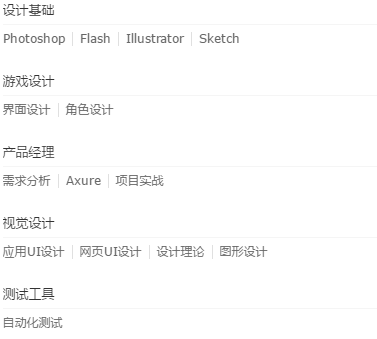 设计基础
Photoshop | Flash | Illustrator | Sketch
游戏设计
界面设计 | 角色设计
产品经理
需求分析 | Axure | 项目实战
视觉设计
应用UI设计 | 网页UI设计 | 设计理论 | 图形设计
测试工具
自动化测试